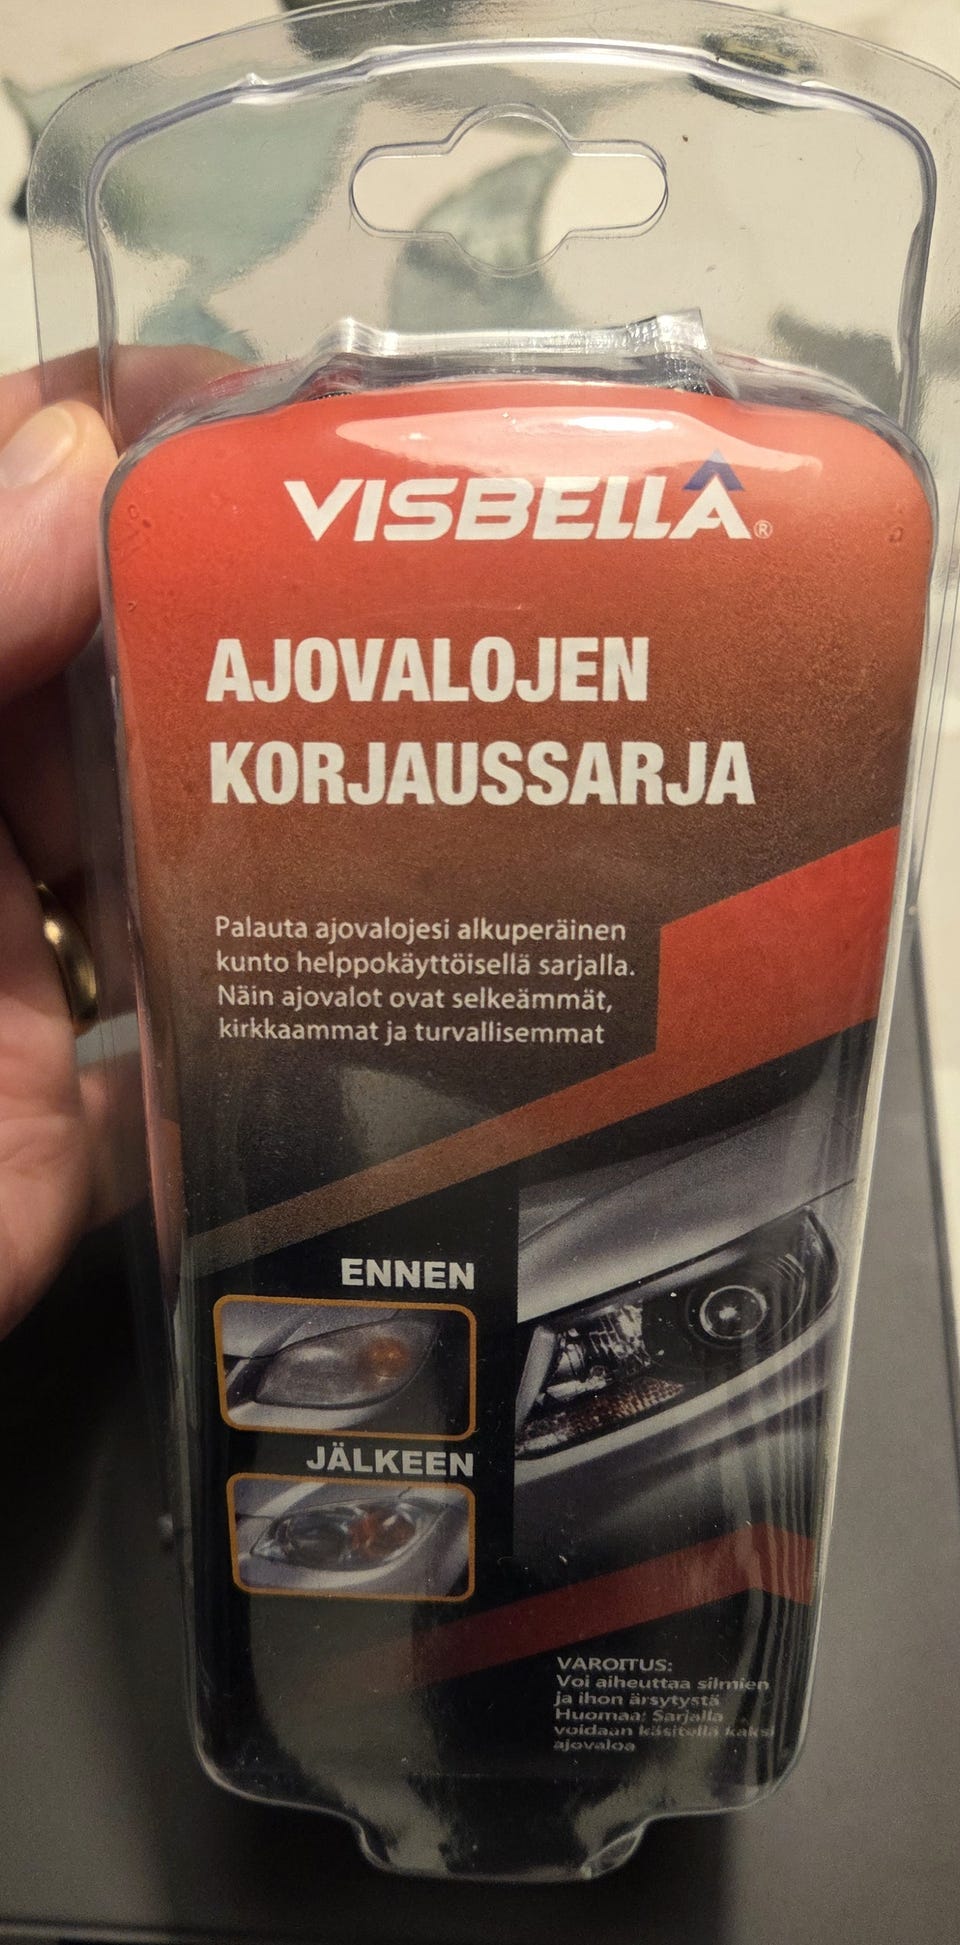 VISBELLA®
AJOVALOJEN
KORJAUSSARJA
Palauta ajovalojesi alkuperäinen
kunto helppokäyttöisellä sarjalla.
Näin ajovalot ovat selkeämmät,
kirkkaammat ja turvallisemmat
ENNEN
JÄLKEEN
VAROITUS:
Voi aiheuttaa silmien
ja ihon ärsytystä
Huomaa: Sarjalla
voidaan käsitellä kaksi
ajovaloa